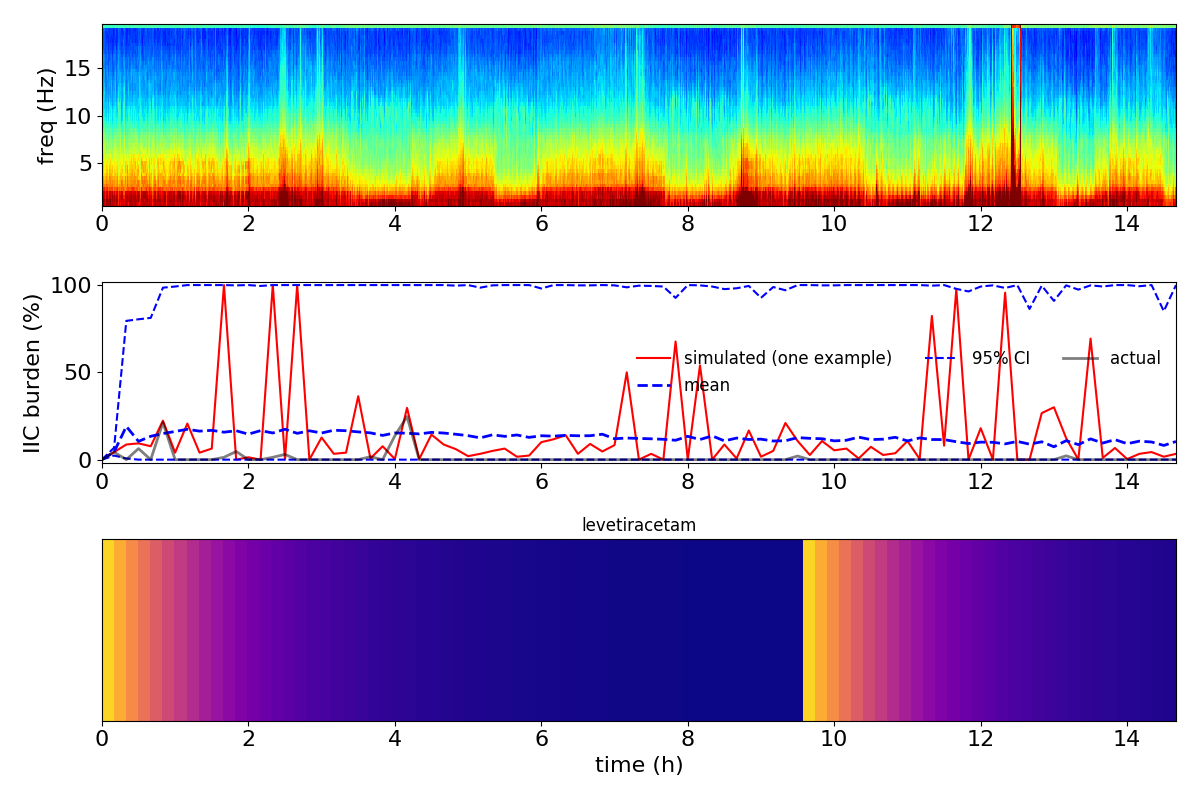 freq (Hz)
15
10
5
0 2 4 6 8 10 12 14
IIC burden (%)
100
50
0
simulated (one example) 95% CI actual
mean
0 2 4 6 8 10 12 14
levetiracetam
0 2 4 6 8 10 12 14
time (h)